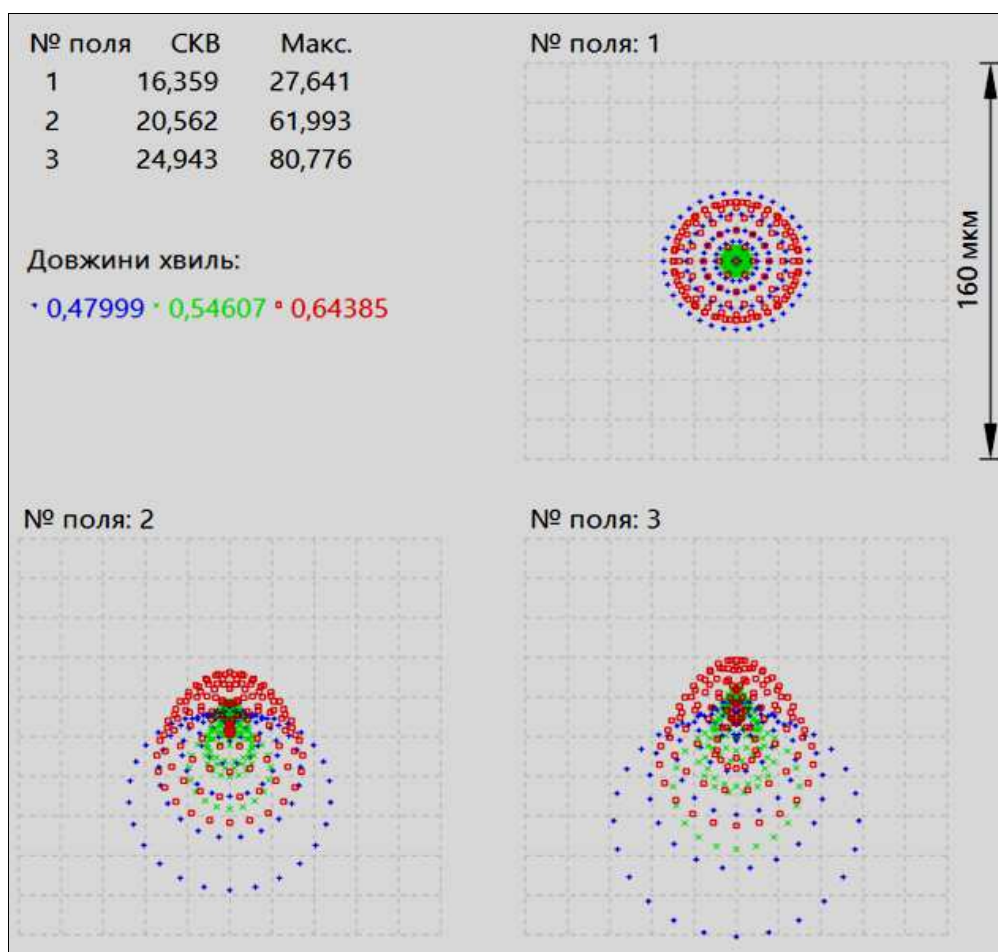 № поля СКВ Макс.
1 16,359 27,641
2 20,562 61,993
3 24,943 80,776
Довжини хвиль:
0,47999 0,54607 0,64385
№ поля: 1
160 мкм
№ поля: 2
№ поля: 3